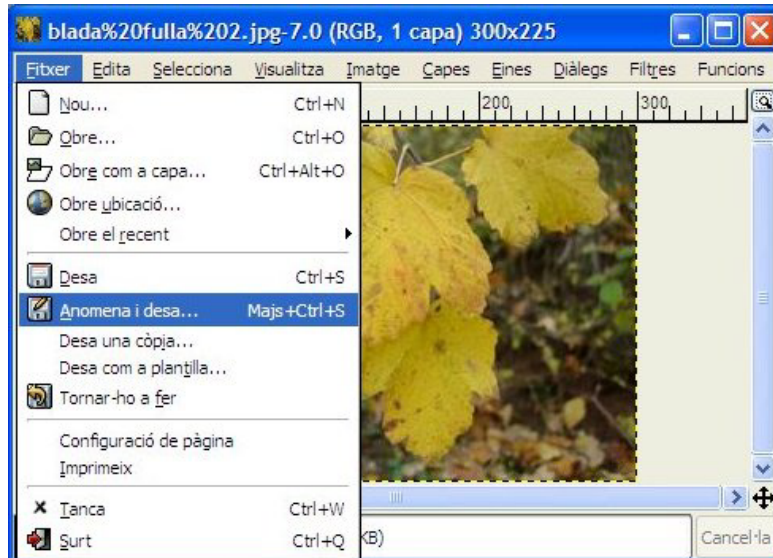 blada%20fulla%202.jpg-7.0 (RGB, 1 capa) 300x225
Fitxer Edita Selecciona Visualitza Imatge Capes Eines Diàlegs Filtres Funcions
Nou... Ctrl+N
200 300
Obre... Ctrl+O
Obre com a capa... Ctrl+Alt+O
Obre ubicació...
Obre el recent
Desa Ctrl+S
Anomena i desa... Majs+Ctrl+S
Desa una còpia...
Desa com a plantilla...
Tornar-ho a fer
Configuració de pàgina
Imprimeix
Tanca Ctrl+W
Surt Ctrl+Q
KB) Cancel·la